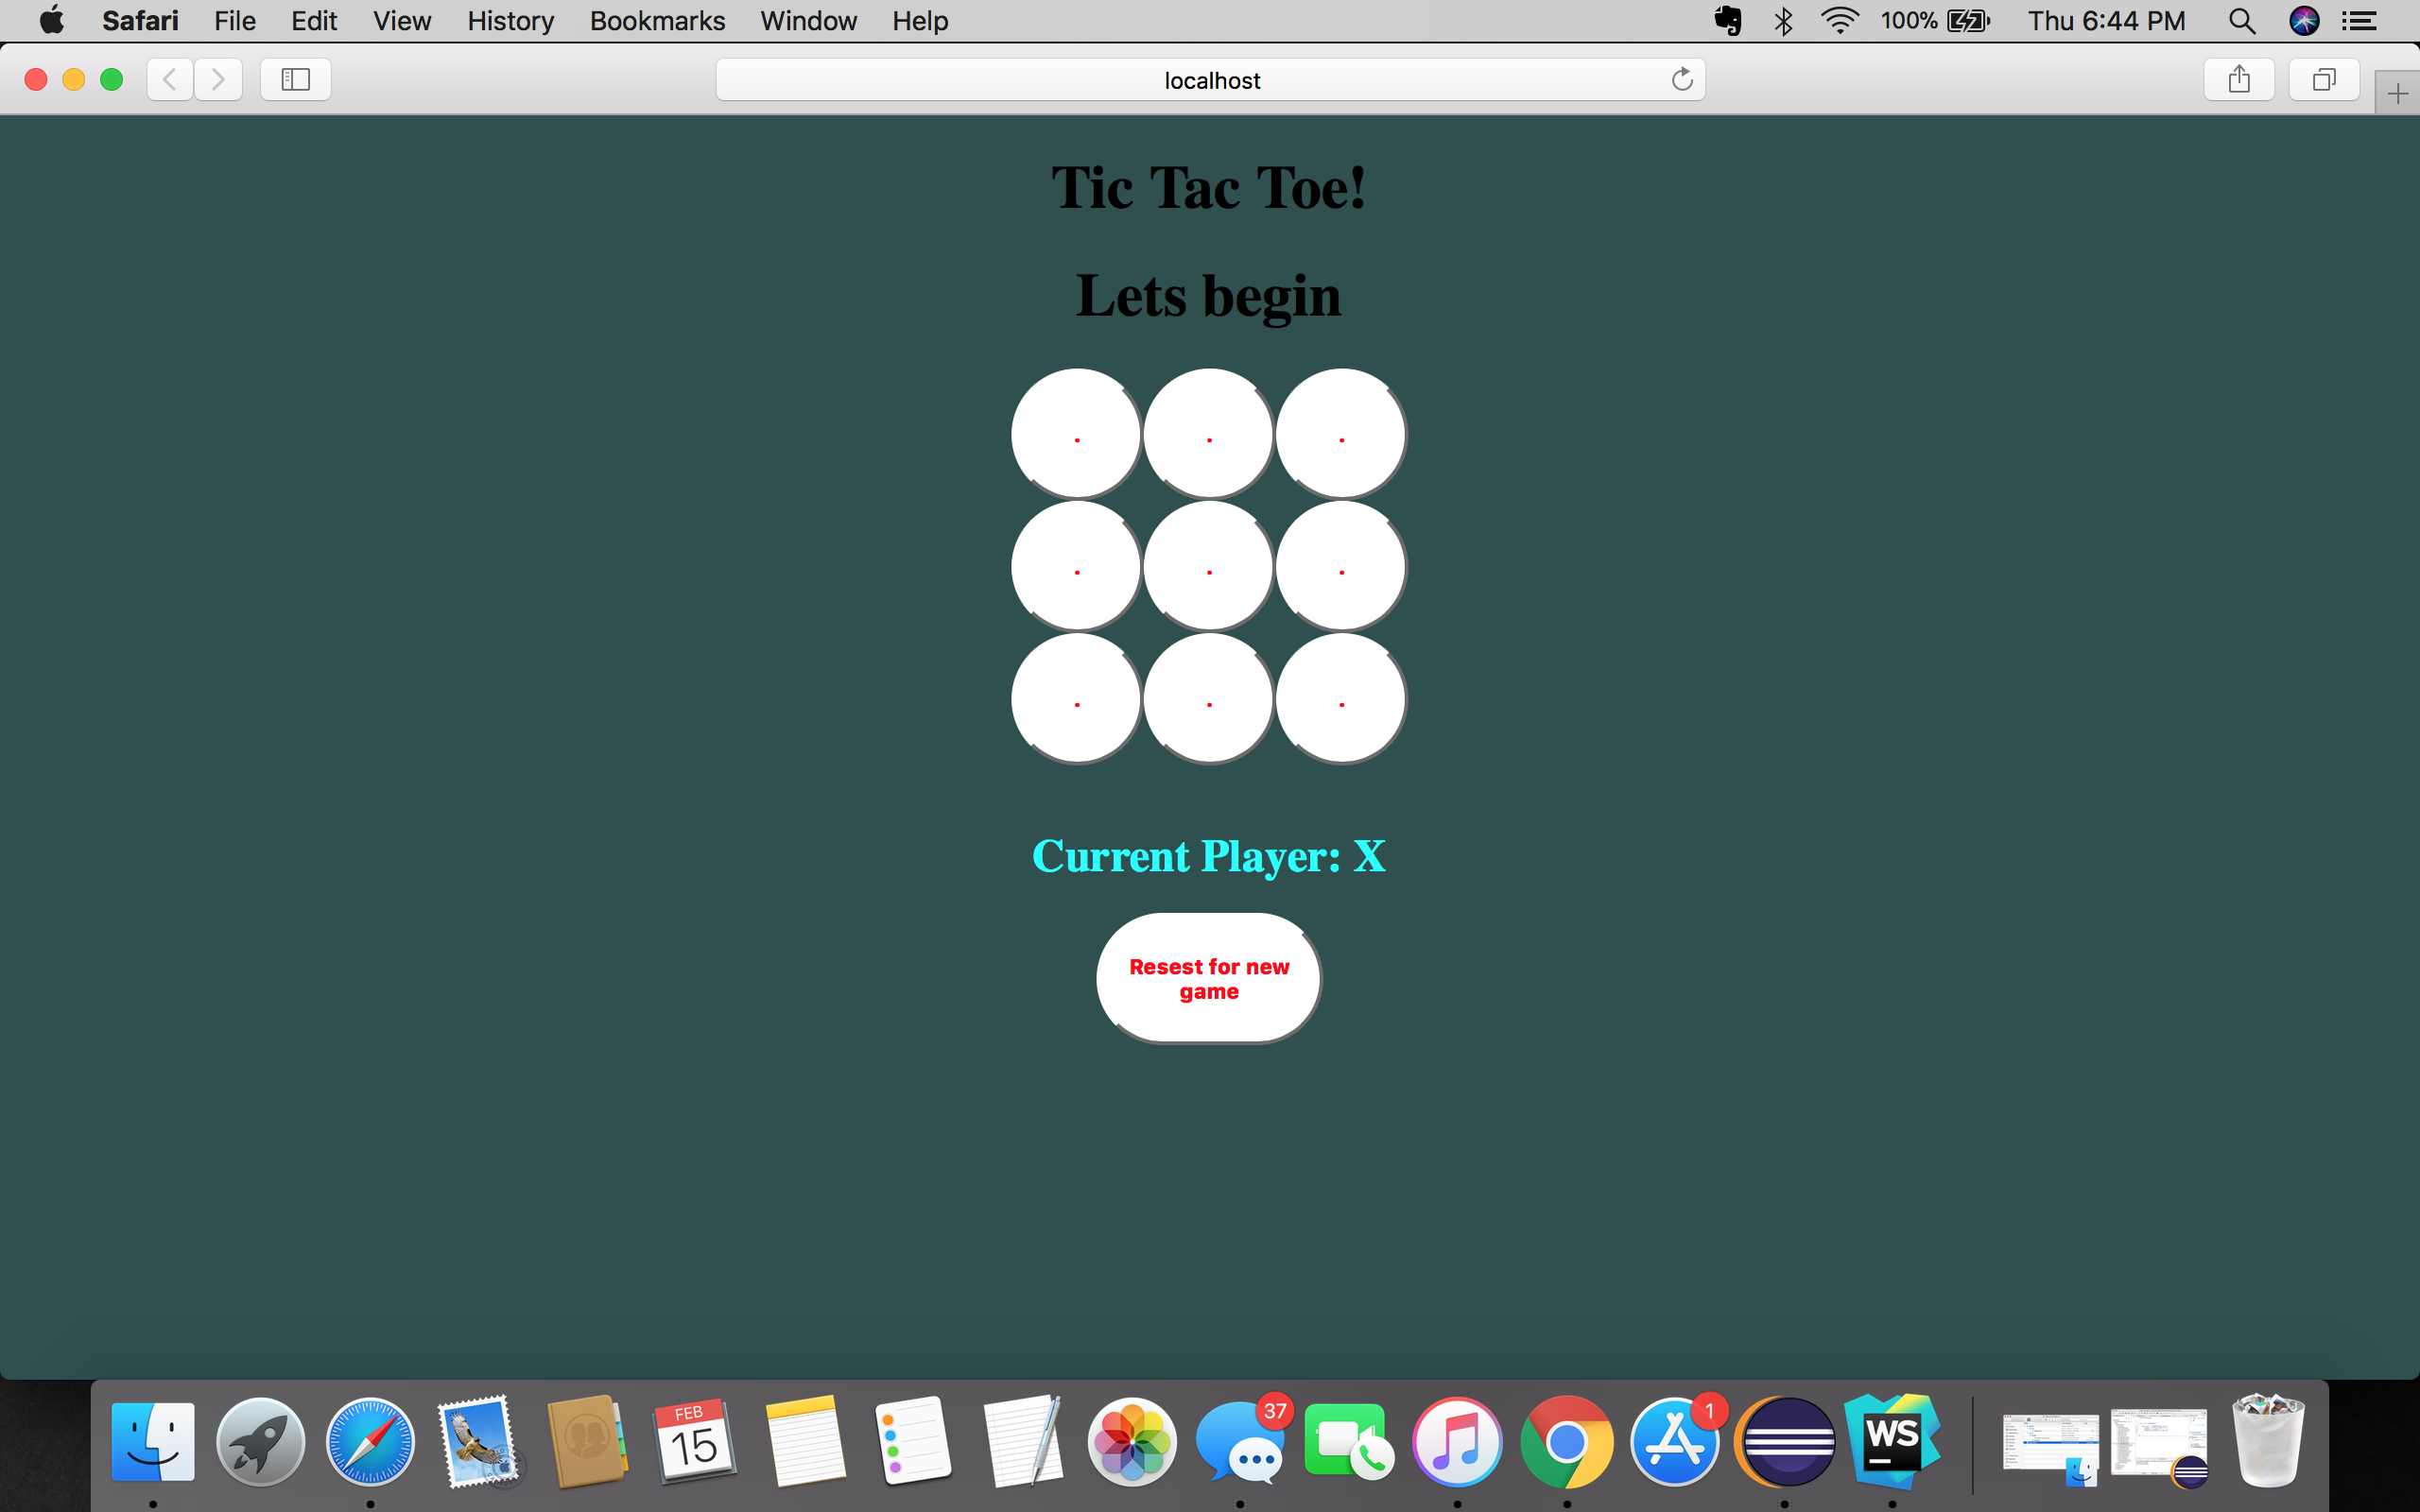 Safari File Edit View History Bookmarks Window Help 100% Thu 6:44 PM
localhost
Tic Tac Toe!
Lets begin
. . .
. . .
. . .
Current Player: X
Resest for new
game
FEB
15
37
1
WS